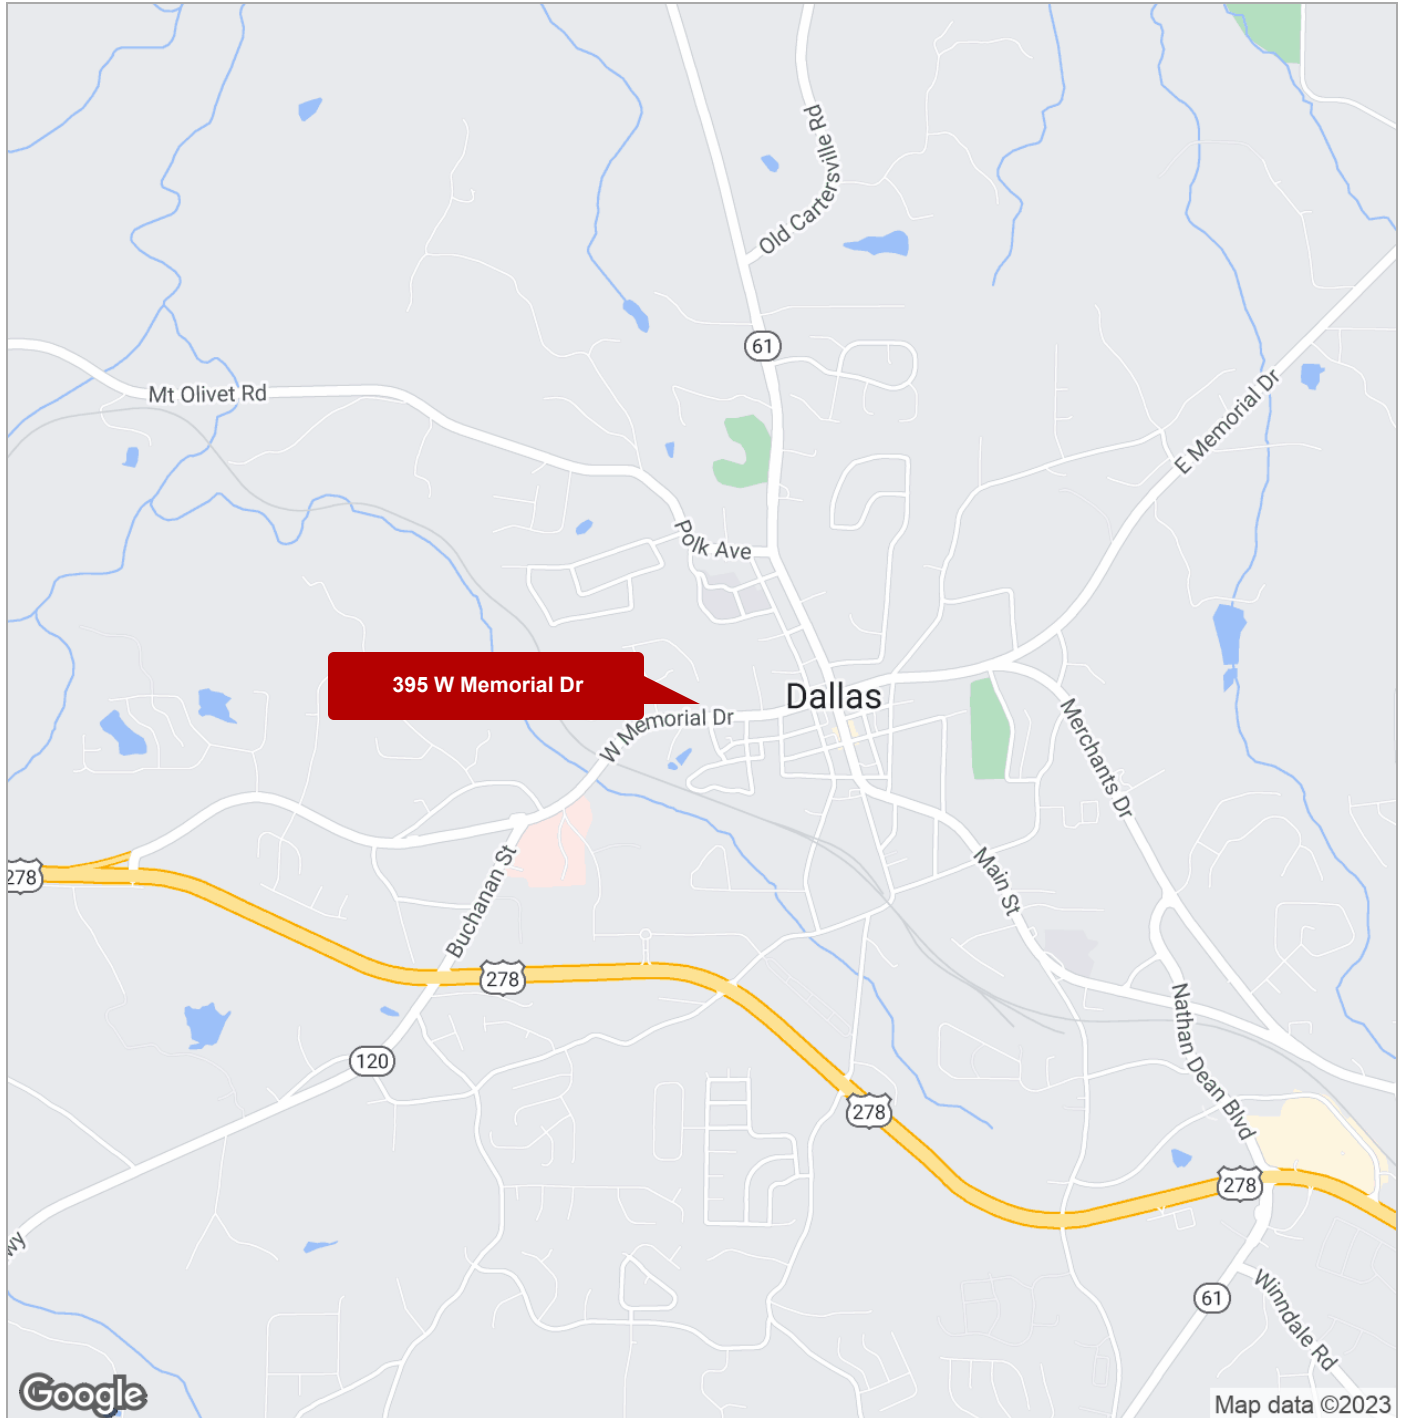 Old Cartersville Rd
61
Mt Olivet Rd
E Memorial Dr
Polk Ave
395 W Memorial Dr
Dallas
W Memorial Dr
Merchants Dr
278
Buchanan St
Main St
278
Nathan Dean Blvd
120
278
278
wy
61
Winndale Rd
Google
Map data ©2023